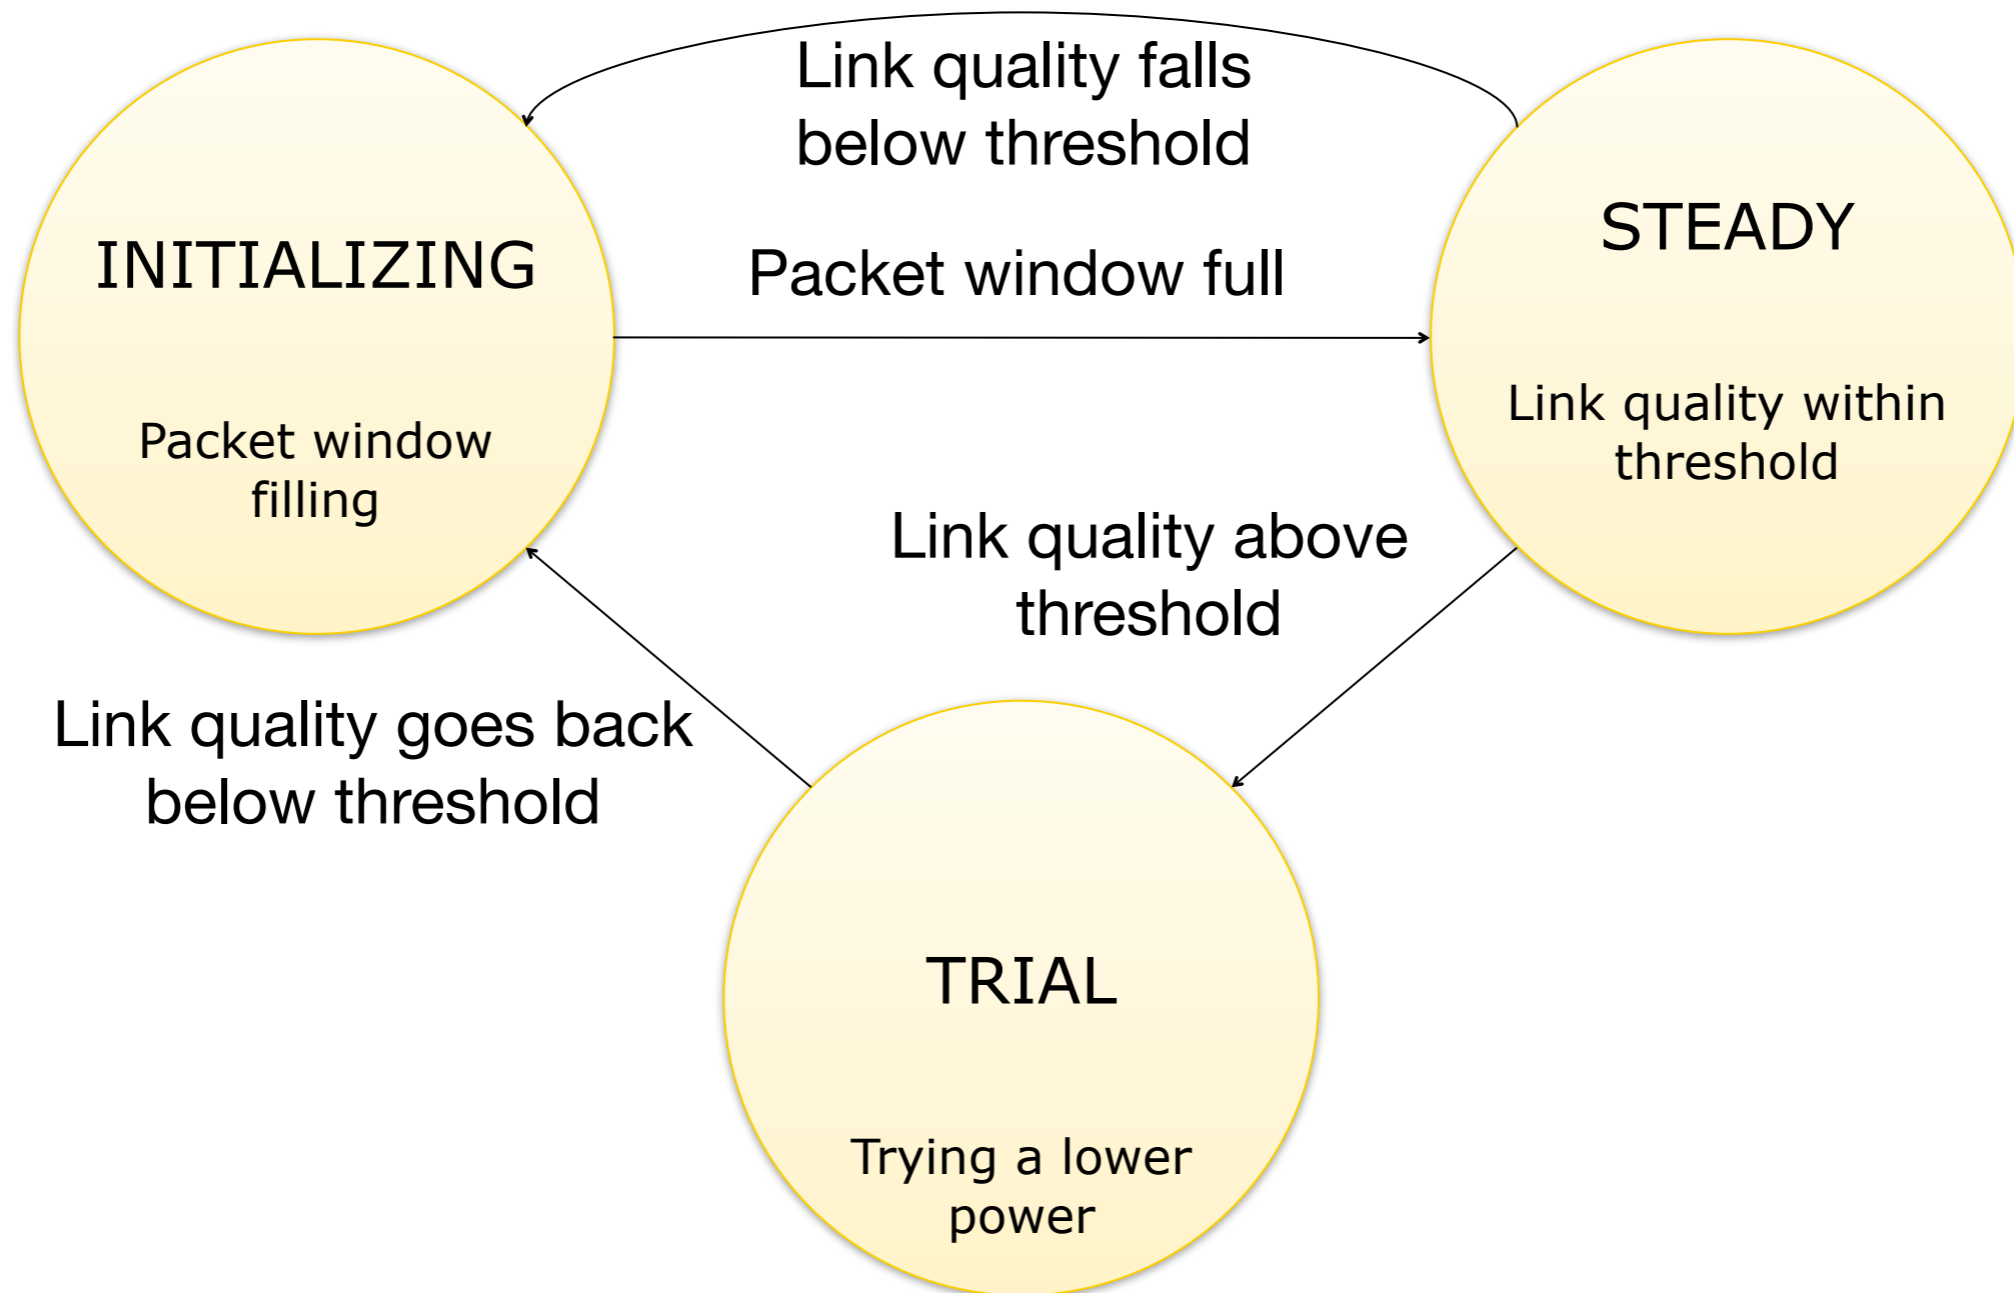 Link quality falls
below threshold
INITIALIZING
Packet window full
STEADY
Packet window
filling
Link quality within
threshold
Link quality above
threshold
Link quality goes back
below threshold
TRIAL
Trying a lower
power